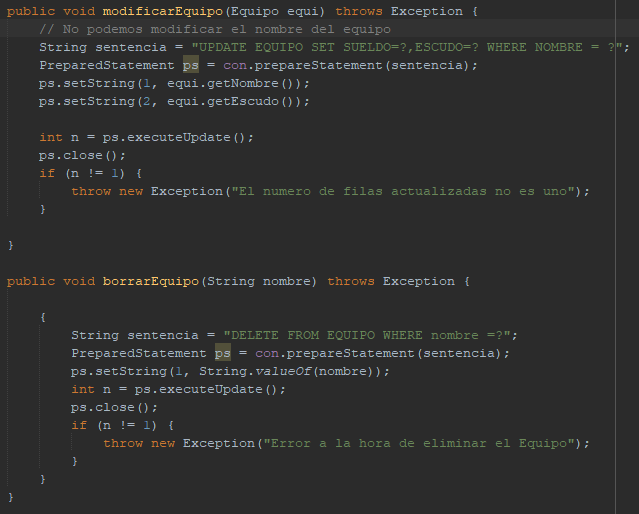 public void modificarEquipo(Equipo equi) throws Exception {
// No podemos modificar el nombre del equipo
String sentencia = "UPDATE EQUIPO SET SUELDO=?,ESCUDO=? WHERE NOMBRE = ?";
PreparedStatement ps = con.prepareStatement(sentencia);
ps.setString(1, equi.getNombre());
ps.setString(2, equi.getEscudo());
int n = ps.executeUpdate();
ps.close();
if (n != 1) {
throw new Exception("El numero de filas actualizadas no es uno");
}
}
public void borrarEquipo(String nombre) throws Exception {
{
String sentencia = "DELETE FROM EQUIPO WHERE nombre =?";
PreparedStatement ps = con.prepareStatement(sentencia);
ps.setString(1, String.valueOf(nombre));
int n = ps.executeUpdate();
ps.close();
if (n != 1) {
throw new Exception("Error a la hora de eliminar el Equipo");
}
}
}